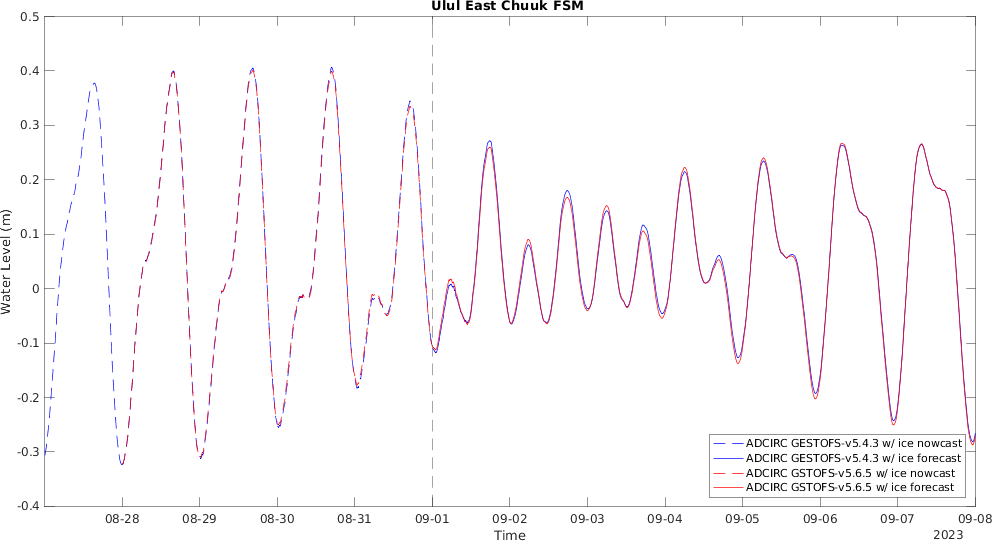 Ulul East Chuuk FSM
0.5
0.4
0.3
0.2
0.1
0
-0.1
-0.2
-0.3
-0.4
Water Level (m)
ADCIRC GESTOFS-v5.4.3 w/ ice nowcast
ADCIRC GESTOFS-v5.4.3 w/ ice forecast
ADCIRC GSTOFS-v5.6.5 w/ ice nowcast
ADCIRC GSTOFS-v5.6.5 w/ ice forecast
08-28 08-29 08-30 08-31 09-01 09-02 09-03 09-04 09-05 09-06 09-07 09-08
Time
2023